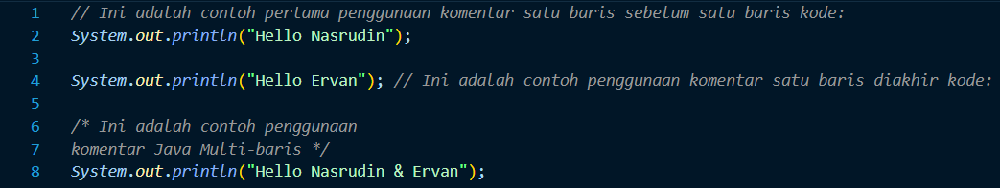 1 // Ini adalah contoh pertama penggunaan komentar satu baris sebelum satu baris kode:
2 System.out.println("Hello Nasrudin");
3
4 System.out.println("Hello Ervan"); // Ini adalah contoh penggunaan komentar satu baris diakhir kode:
5
6 /* Ini adalah contoh penggunaan
7 komentar Java Multi-baris */
8 System.out.println("Hello Nasrudin & Ervan");